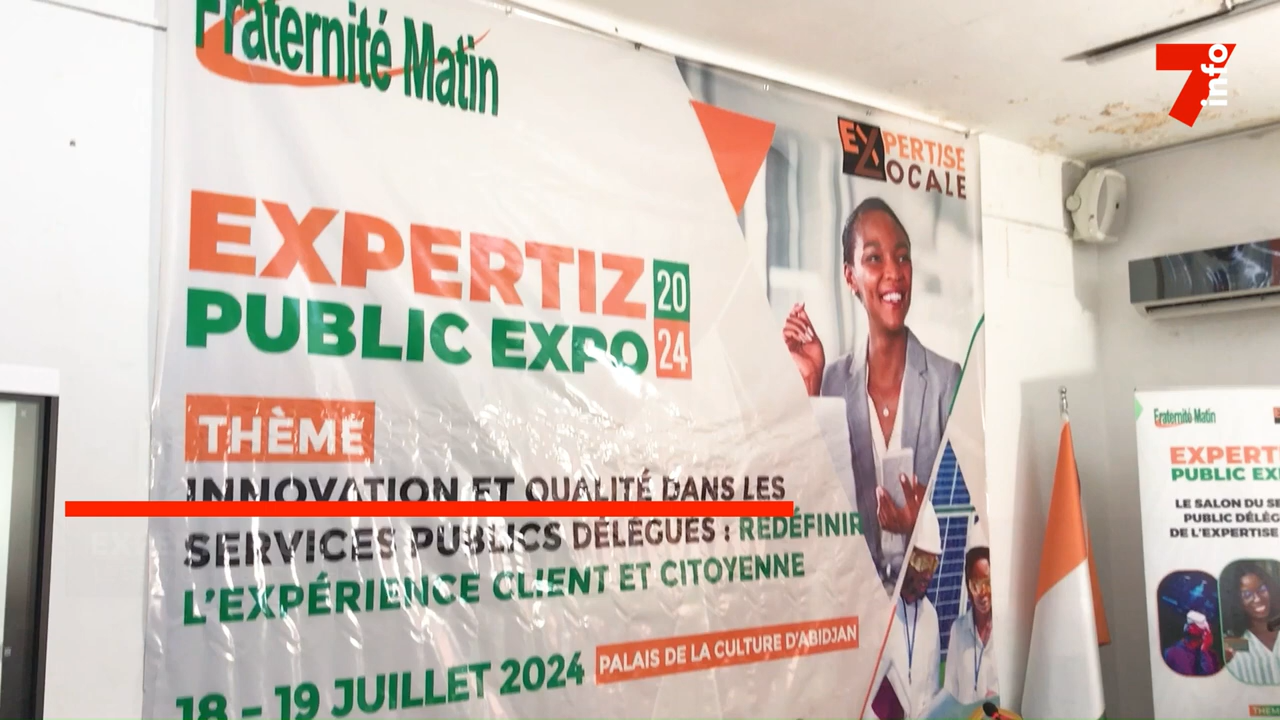 Fraternité Matin
7info
EXPERTISE
LOCALE
EXPERTIZ 2024
PUBLIC EXPO
THÈME
INNOVATION ET QUALITÉ DANS LES
SERVICES PUBLICS DÉLÉGUÉS : REDÉFINIR
L'EXPÉRIENCE CLIENT ET CITOYENNE
18 – 19 JUILLET 2024 PALAIS DE LA CULTURE D'ABIDJAN
Fraternité Matin
EXPERTI
PUBLIC EX
LE SALON DU SE
PUBLIC DÉLÉG
DE L'EXPERTISE
THÈM